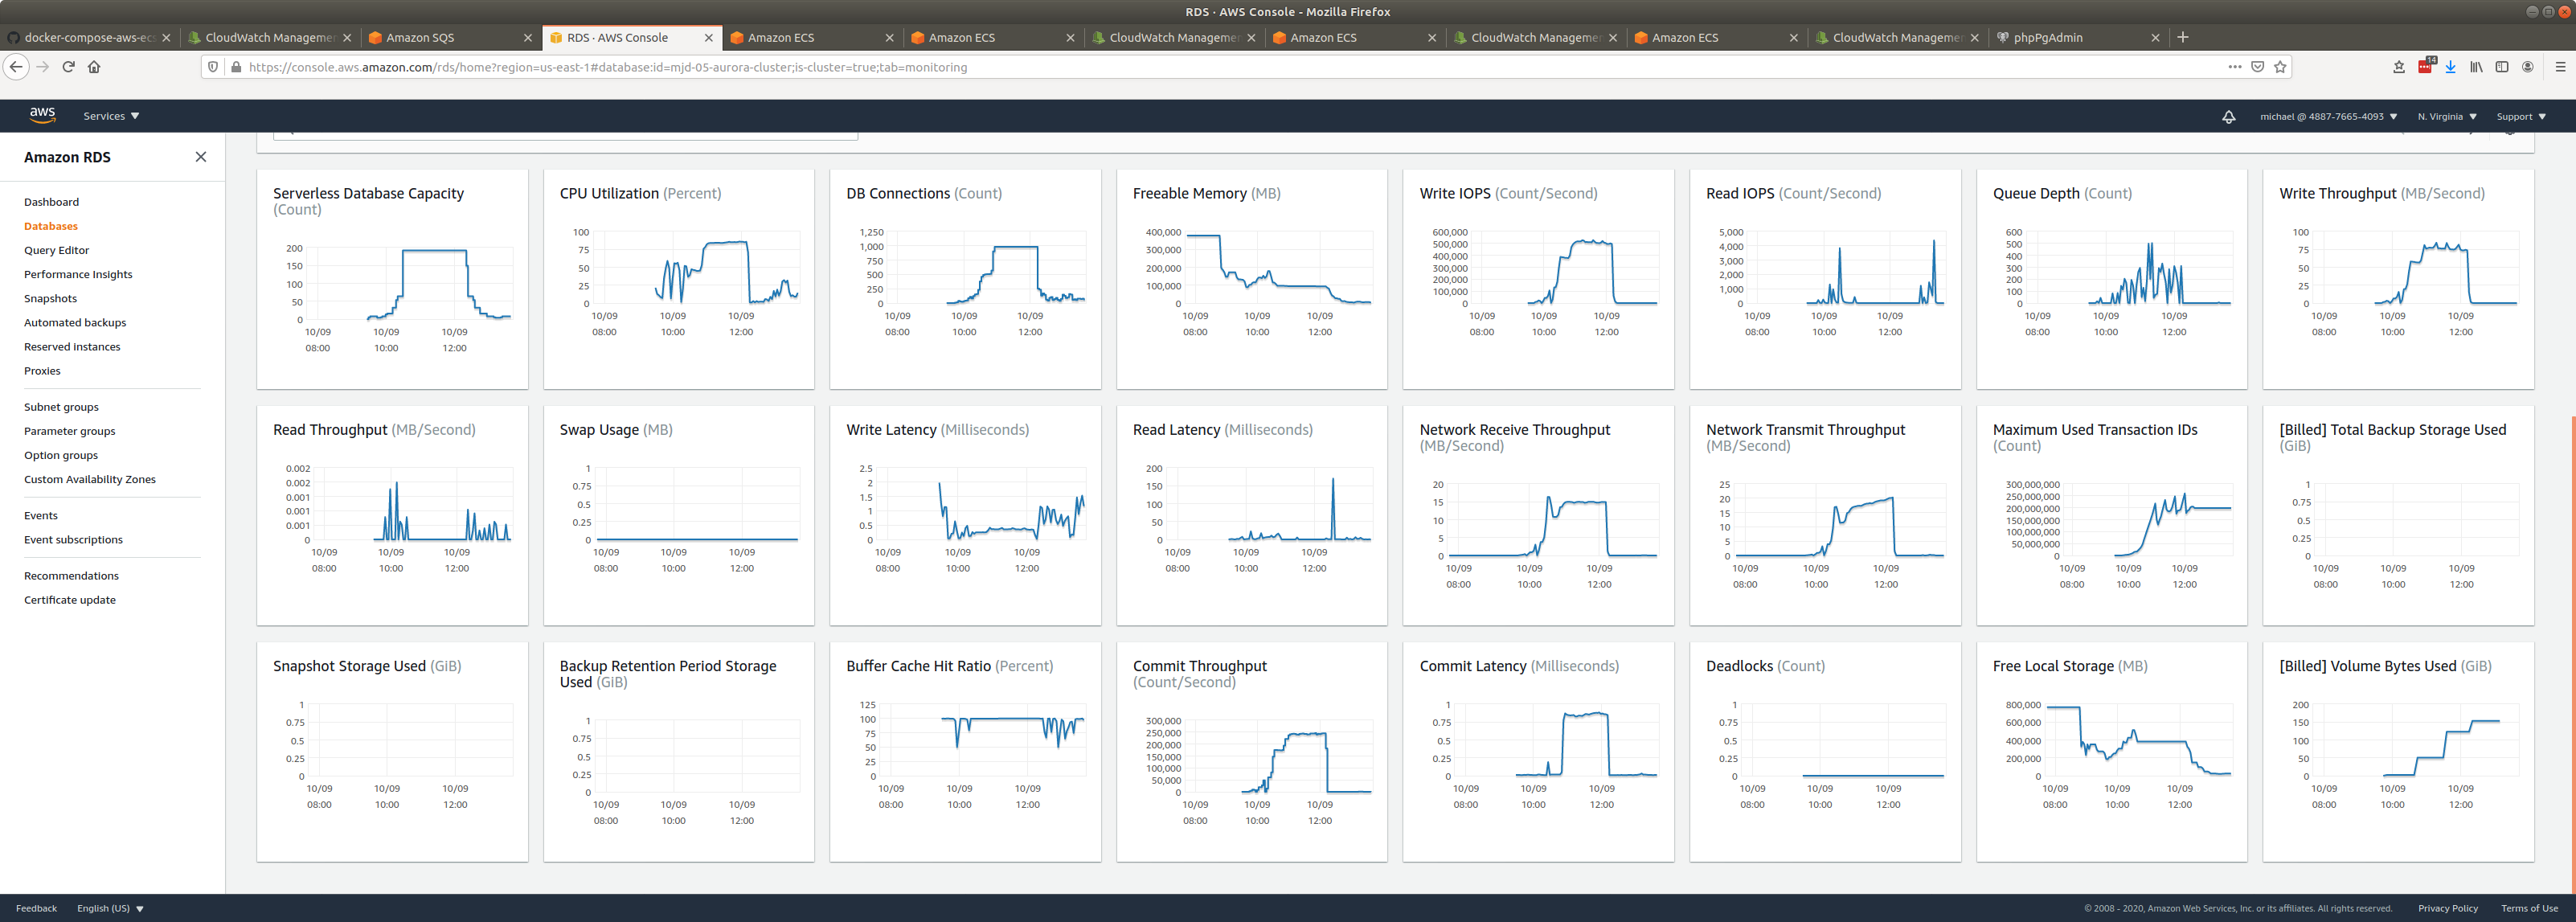 RDS · AWS Console - Mozilla Firefox
docker-compose-aws-ecs
CloudWatch Manageme
Amazon SQS
RDS · AWS Console
Amazon ECS
Amazon ECS
CloudWatch Manageme
Amazon ECS
CloudWatch Manageme
Amazon ECS
CloudWatch Manageme
phpPgAdmin
https://console.aws.amazon.com/rds/home?region=us-east-1#database:id=mjd-05-aurora-cluster;is-cluster=true;tab=monitoring
14
aws
Services
michael @ 4887-7665-4093
N. Virginia
Support
Amazon RDS
Dashboard
Databases
Query Editor
Performance Insights
Snapshots
Automated backups
Reserved instances
Proxies
Subnet groups
Parameter groups
Option groups
Custom Availability Zones
Events
Event subscriptions
Recommendations
Certificate update
Serverless Database Capacity
(Count)
200
150
100
50
0
10/09 10/09 10/09
08:00 10:00 12:00
CPU Utilization (Percent)
100
75
50
25
0
10/09 10/09 10/09
08:00 10:00 12:00
DB Connections (Count)
1,250
1,000
750
500
250
0
10/09 10/09 10/09
08:00 10:00 12:00
Freeable Memory (MB)
400,000
300,000
200,000
100,000
0
10/09 10/09 10/09
08:00 10:00 12:00
Write IOPS (Count/Second)
600,000
500,000
400,000
300,000
200,000
100,000
0
10/09 10/09 10/09
08:00 10:00 12:00
Read IOPS (Count/Second)
5,000
4,000
3,000
2,000
1,000
0
10/09 10/09 10/09
08:00 10:00 12:00
Queue Depth (Count)
600
500
400
300
200
100
0
10/09 10/09 10/09
08:00 10:00 12:00
Write Throughput (MB/Second)
100
75
50
25
0
10/09 10/09 10/09
08:00 10:00 12:00
Read Throughput (MB/Second)
0.002
0.002
0.001
0.001
0.001
0
10/09 10/09 10/09
08:00 10:00 12:00
Swap Usage (MB)
1
0.75
0.5
0.25
0
10/09 10/09 10/09
08:00 10:00 12:00
Write Latency (Milliseconds)
2.5
2
1.5
1
0.5
0
10/09 10/09 10/09
08:00 10:00 12:00
Read Latency (Milliseconds)
200
150
100
50
0
10/09 10/09 10/09
08:00 10:00 12:00
Network Receive Throughput
(MB/Second)
20
15
10
5
0
10/09 10/09 10/09
08:00 10:00 12:00
Network Transmit Throughput
(MB/Second)
25
20
15
10
5
0
10/09 10/09 10/09
08:00 10:00 12:00
Maximum Used Transaction IDs
(Count)
300,000,000
250,000,000
200,000,000
150,000,000
100,000,000
50,000,000
0
10/09 10/09 10/09
08:00 10:00 12:00
[Billed] Total Backup Storage Used
(GiB)
1
0.75
0.5
0.25
0
10/09 10/09 10/09
08:00 10:00 12:00
Snapshot Storage Used (GiB)
1
0.75
0.5
0.25
0
10/09 10/09 10/09
08:00 10:00 12:00
Backup Retention Period Storage
Used (GiB)
1
0.75
0.5
0.25
0
10/09 10/09 10/09
08:00 10:00 12:00
Buffer Cache Hit Ratio (Percent)
125
100
75
50
25
0
10/09 10/09 10/09
08:00 10:00 12:00
Commit Throughput
(Count/Second)
300,000
250,000
200,000
150,000
100,000
50,000
0
10/09 10/09 10/09
08:00 10:00 12:00
Commit Latency (Milliseconds)
1
0.75
0.5
0.25
0
10/09 10/09 10/09
08:00 10:00 12:00
Deadlocks (Count)
1
0.75
0.5
0.25
0
10/09 10/09 10/09
08:00 10:00 12:00
Free Local Storage (MB)
800,000
600,000
400,000
200,000
0
10/09 10/09 10/09
08:00 10:00 12:00
[Billed] Volume Bytes Used (GiB)
200
150
100
50
0
10/09 10/09 10/09
08:00 10:00 12:00
Feedback
English (US)
© 2008 - 2020, Amazon Web Services, Inc. or its affiliates. All rights reserved.
Privacy Policy
Terms of Use